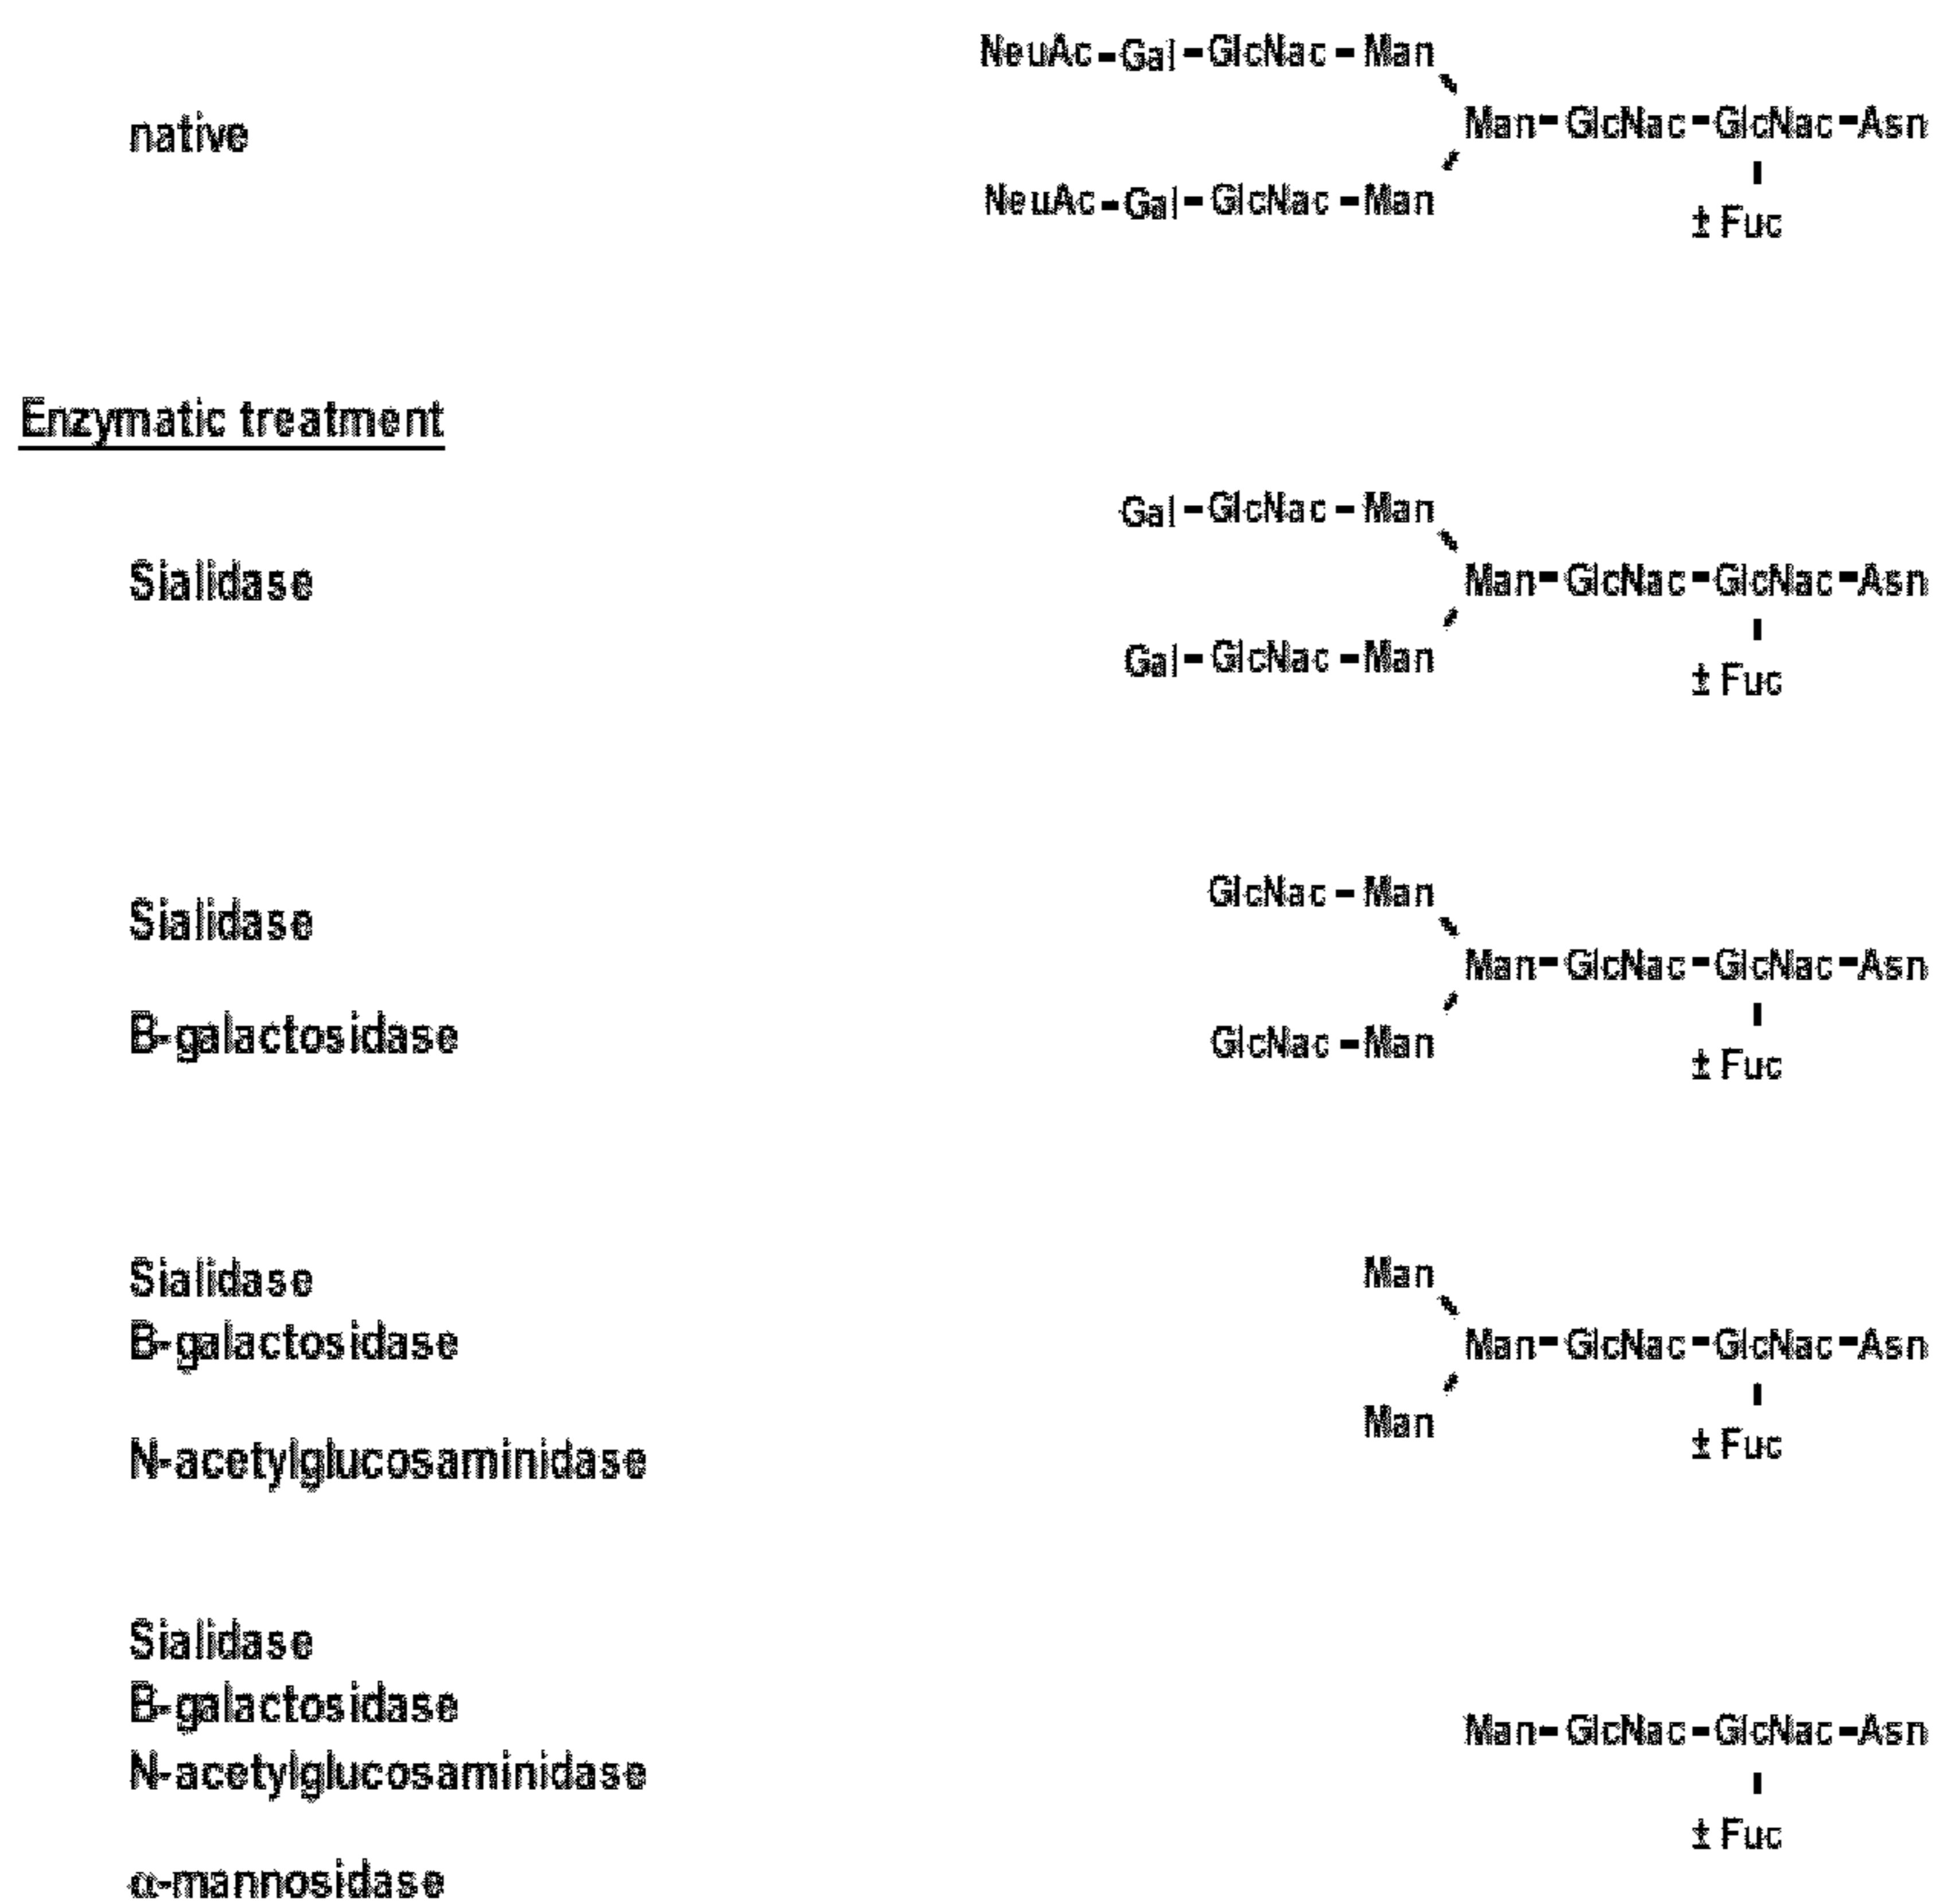 NeuAc-Gal-GlcNac-Man
native
Man-GlcNac-GlcNac-Asn
NeuAc-Gal-GlcNac-Man
± Fuc
Enzymatic treatment
Gal-GlcNac-Man
Sialidase
Man-GlcNac-GlcNac-Asn
Gal-GlcNac-Man
± Fuc
GlcNac-Man
Sialidase
Man-GlcNac-GlcNac-Asn
B-galactosidase
GlcNac-Man
± Fuc
Sialidase
Man
B-galactosidase
Man-GlcNac-GlcNac-Asn
Man
± Fuc
N-acetylglucosaminidase
Sialidase
B-galactosidase
Man-GlcNac-GlcNac-Asn
N-acetylglucosaminidase
± Fuc
α-mannosidase